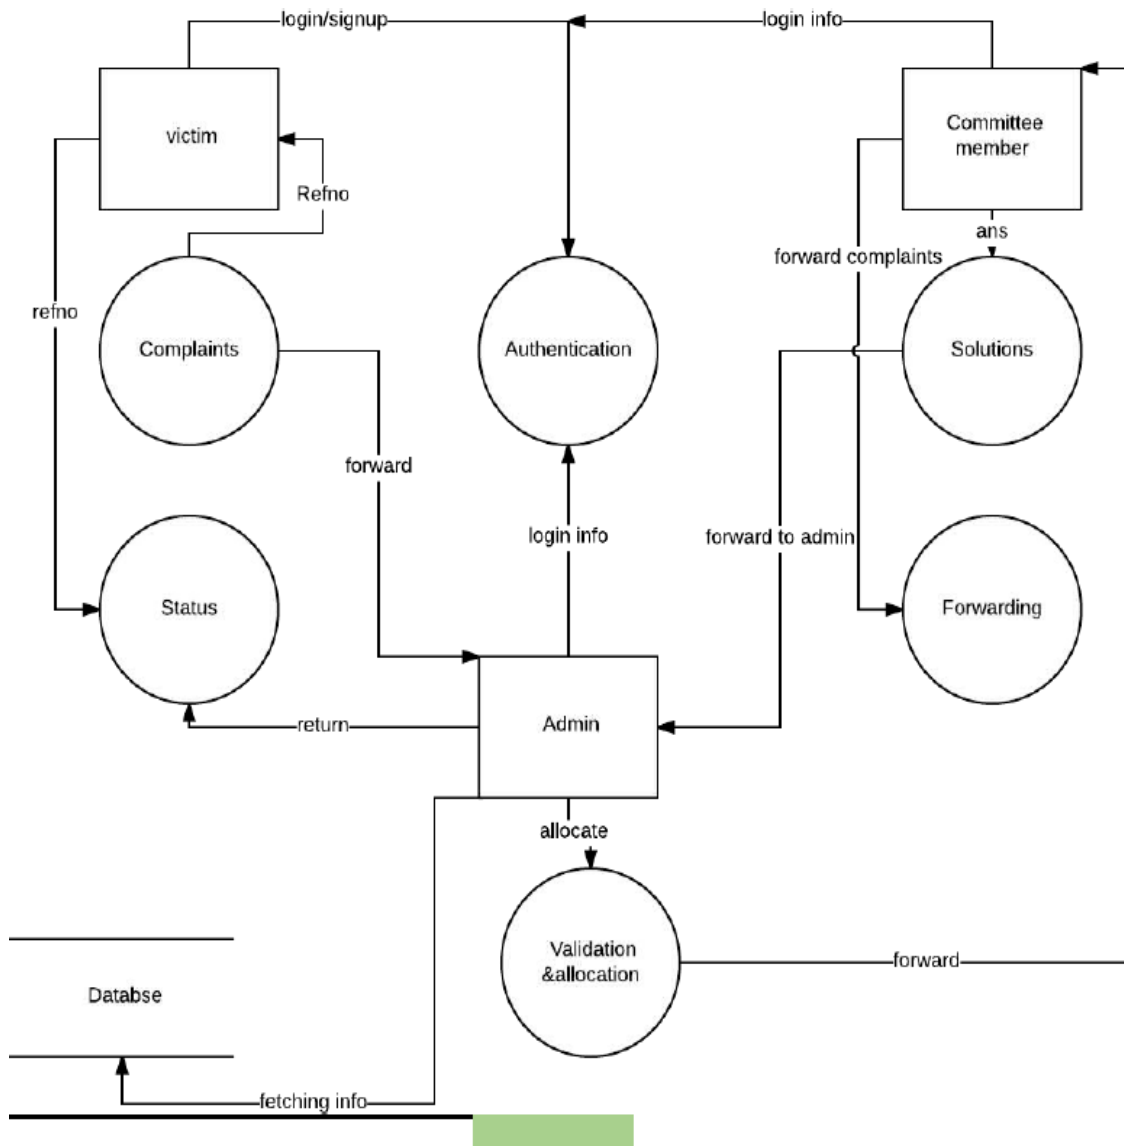 login/signup
login info
victim
Committee
member
Refno
ans
forward complaints
refno
Complaints
Authentication
Solutions
forward
login info
forward to admin
Status
Forwarding
return
Admin
allocate
Validation
&allocation
forward
Databse
fetching info